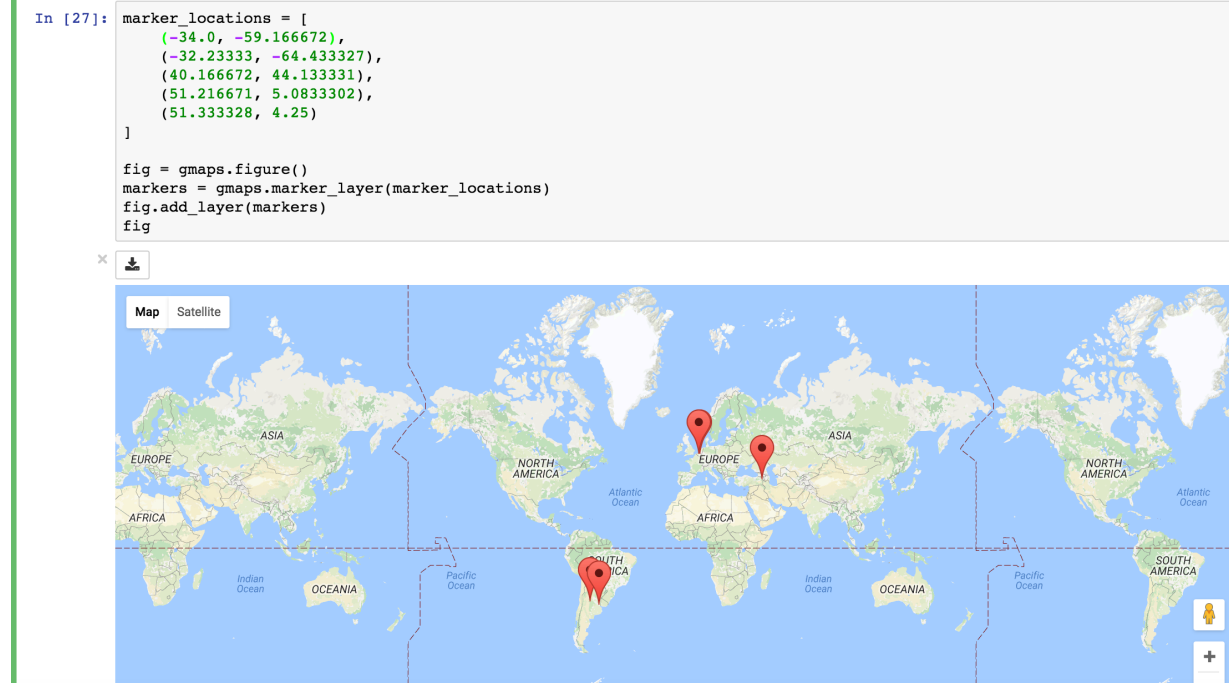 In [27]: marker_locations = [
    (-34.0, -59.166672),
    (-32.23333, -64.433327),
    (40.166672, 44.133331),
    (51.216671, 5.0833302),
    (51.333328, 4.25)
]
fig = gmaps.figure()
markers = gmaps.marker_layer(marker_locations)
fig.add_layer(markers)
fig
Map Satellite
ASIA
ASIA
EUROPE
EUROPE
NORTH
AMERICA
NORTH
AMERICA
Atlantic
Ocean
Atlantic
Ocean
AFRICA
AFRICA
SOUTH
AMERICA
Indian
Ocean
OCEANIA
Pacific
Ocean
Indian
Ocean
OCEANIA
Pacific
Ocean